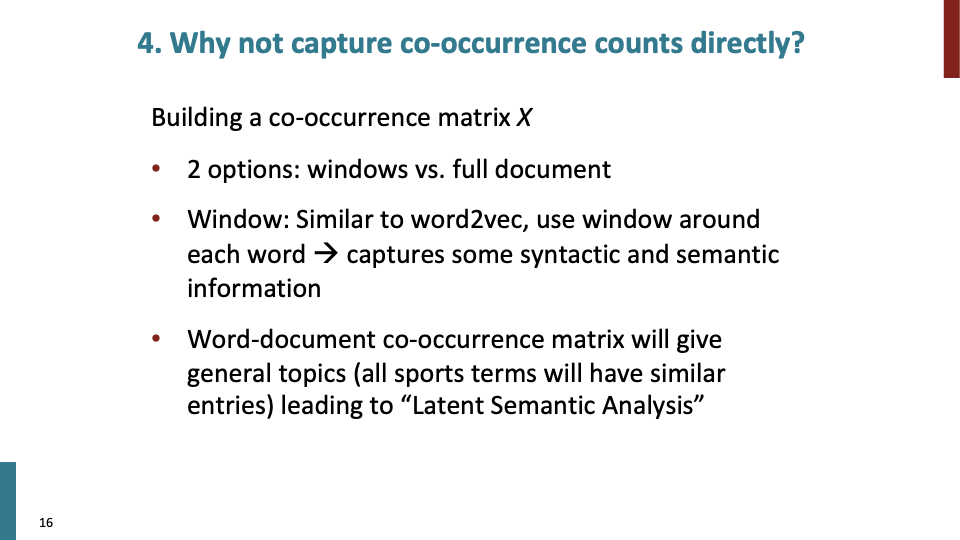 4. Why not capture co-occurrence counts directly?
Building a co-occurrence matrix X
• 2 options: windows vs. full document
• Window: Similar to word2vec, use window around
each word → captures some syntactic and semantic
information
• Word-document co-occurrence matrix will give
general topics (all sports terms will have similar
entries) leading to “Latent Semantic Analysis”
16